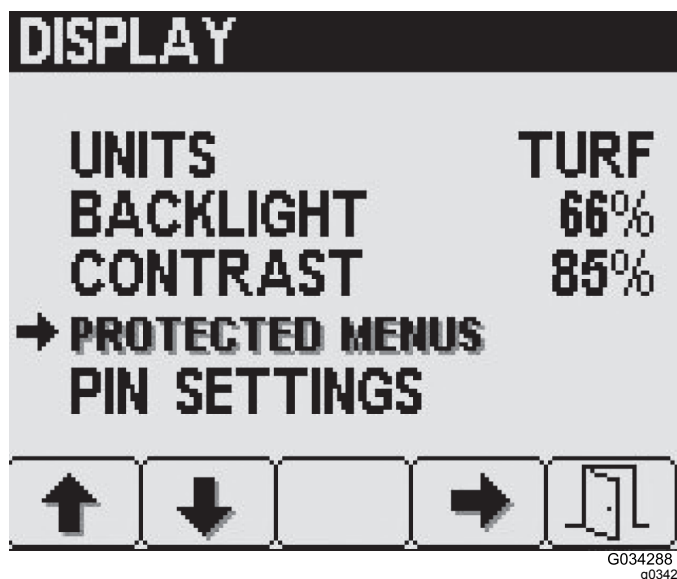 DISPLAY
UNITS TURF
BACKLIGHT 66%
CONTRAST 85%
PROTECTED MENUS
PIN SETTINGS
G034288
g0342